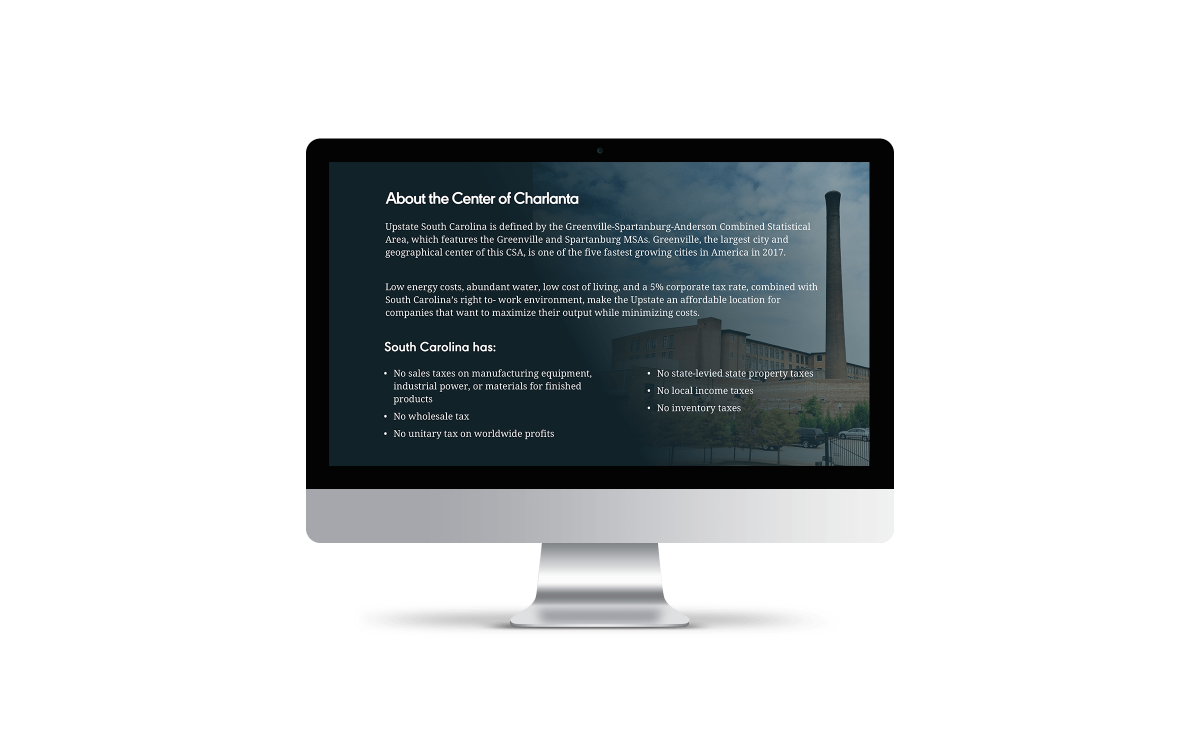 About the Center of Charlanta
Upstate South Carolina is defined by the Greenville-Spartanburg-Anderson Combined Statistical
Area, which features the Greenville and Spartanburg MSAs. Greenville, the largest city and
geographical center of this CSA, is one of the five fastest growing cities in America in 2017.
Low energy costs, abundant water, low cost of living, and a 5% corporate tax rate, combined with
South Carolina's right to- work environment, make the Upstate an affordable location for
companies that want to maximize their output while minimizing costs.
South Carolina has:
• No sales taxes on manufacturing equipment,
industrial power, or materials for finished
products
• No wholesale tax
• No unitary tax on worldwide profits
• No state-levied state property taxes
• No local income taxes
• No inventory taxes